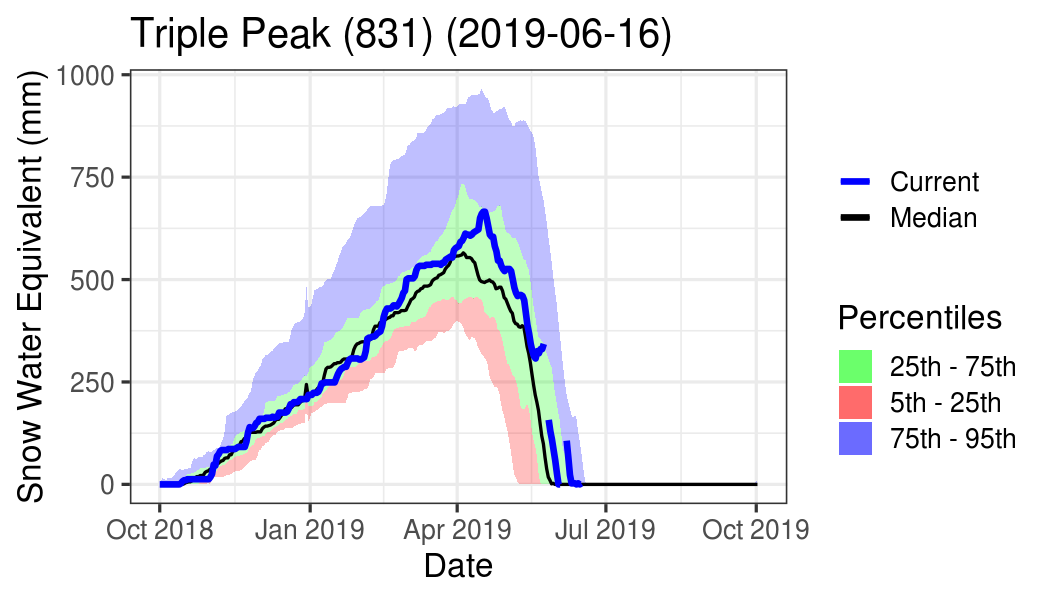 Triple Peak (831) (2019-06-16)
Snow Water Equivalent (mm)
1000
750
500
250
0
Oct 2018
Jan 2019
Apr 2019
Jul 2019
Oct 2019
Date
Current
Median
Percentiles
25th - 75th
5th - 25th
75th - 95th